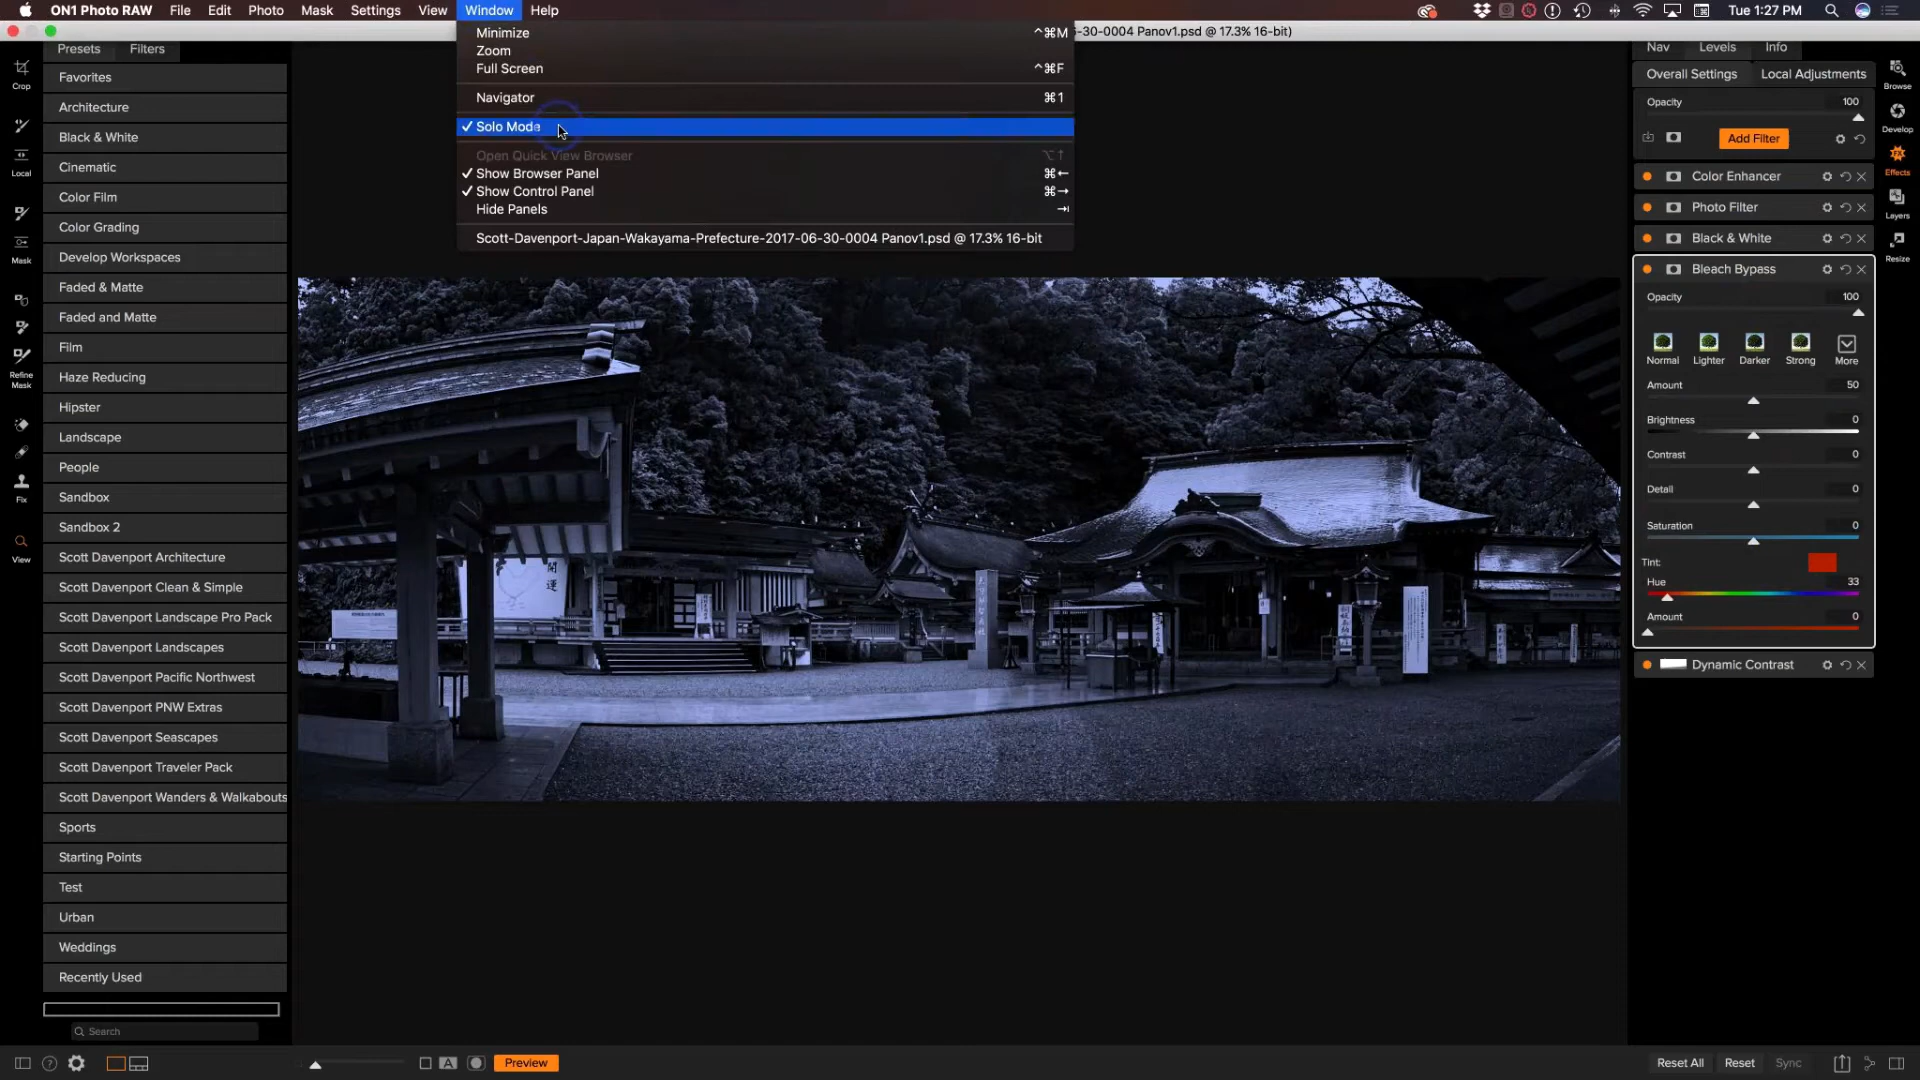 ON1 Photo RAW File Edit Photo Mask Settings View Window Help Tue 1:27 PM
-30-0004 Panov1.psd @ 17.3% 16-bit)
Minimize ^⌘M
Zoom
Full Screen ^⌘F
Navigator ⌘1
✓ Solo Mode
Open Quick View Browser ⌥↑
✓ Show Browser Panel ⌘←
✓ Show Control Panel ⌘→
Hide Panels ⇥
Scott-Davenport-Japan-Wakayama-Prefecture-2017-06-30-0004 Panov1.psd @ 17.3% 16-bit
Crop
Local
Mask
Refine
Mask
Fix
View
Presets Filters
Favorites
Architecture
Black & White
Cinematic
Color Film
Color Grading
Develop Workspaces
Faded & Matte
Faded and Matte
Film
Haze Reducing
Hipster
Landscape
People
Sandbox
Sandbox 2
Scott Davenport Architecture
Scott Davenport Clean & Simple
Scott Davenport Landscape Pro Pack
Scott Davenport Landscapes
Scott Davenport Pacific Northwest
Scott Davenport PNW Extras
Scott Davenport Seascapes
Scott Davenport Traveler Pack
Scott Davenport Wanders & Walkabouts
Sports
Starting Points
Test
Urban
Weddings
Recently Used
Search
開
運
Nav Levels Info
Overall Settings Local Adjustments
Opacity 100
Add Filter
Color Enhancer
Photo Filter
Black & White
Bleach Bypass
Opacity 100
Normal Lighter Darker Strong More
Amount 50
Brightness 0
Contrast 0
Detail 0
Saturation 0
Tint:
Hue 33
Amount 0
Dynamic Contrast
Browse
Develop
Effects
Layers
Resize
A Preview
Reset All Reset Sync